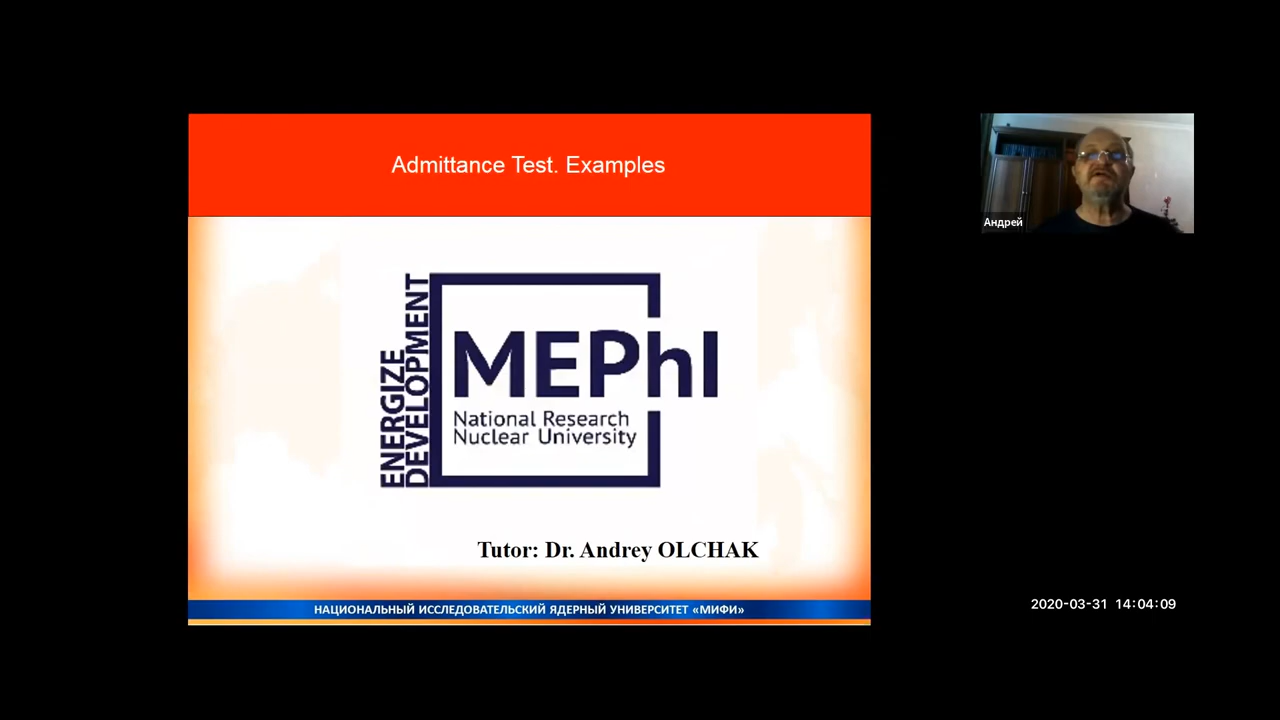 Admittance Test. Examples
ENERGIZE
DEVELOPMENT
MEPhI
National Research
Nuclear University
Tutor: Dr. Andrey OLCHAK
НАЦИОНАЛЬНЫЙ ИССЛЕДОВАТЕЛЬСКИЙ ЯДЕРНЫЙ УНИВЕРСИТЕТ «МИФИ»
Андрей
2020-03-31 14:04:09